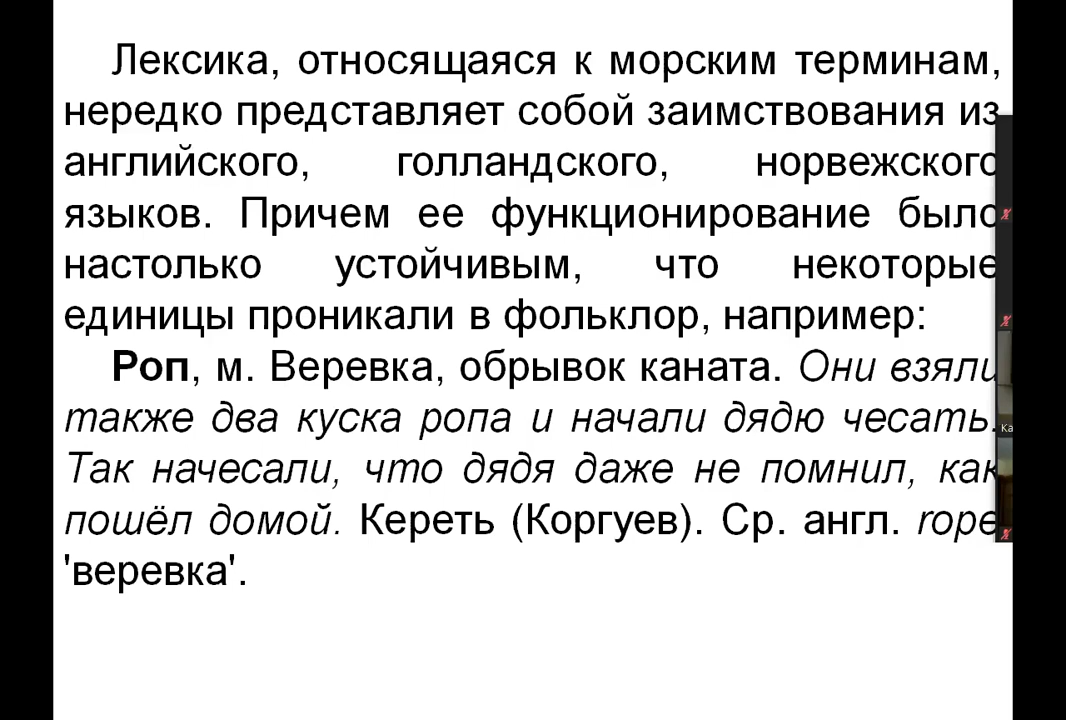 Лексика, относящаяся к морским терминам,
нередко представляет собой заимствования из
английского, голландского, норвежского
языков. Причем ее функционирование было
настолько устойчивым, что некоторые
единицы проникали в фольклор, например:
Роп, м. Веревка, обрывок каната. Они взяли
также два куска ропа и начали дядю чесать.
Так начесали, что дядя даже не помнил, как
пошёл домой. Кереть (Коргуев). Ср. англ. rope
'веревка'.
Ка